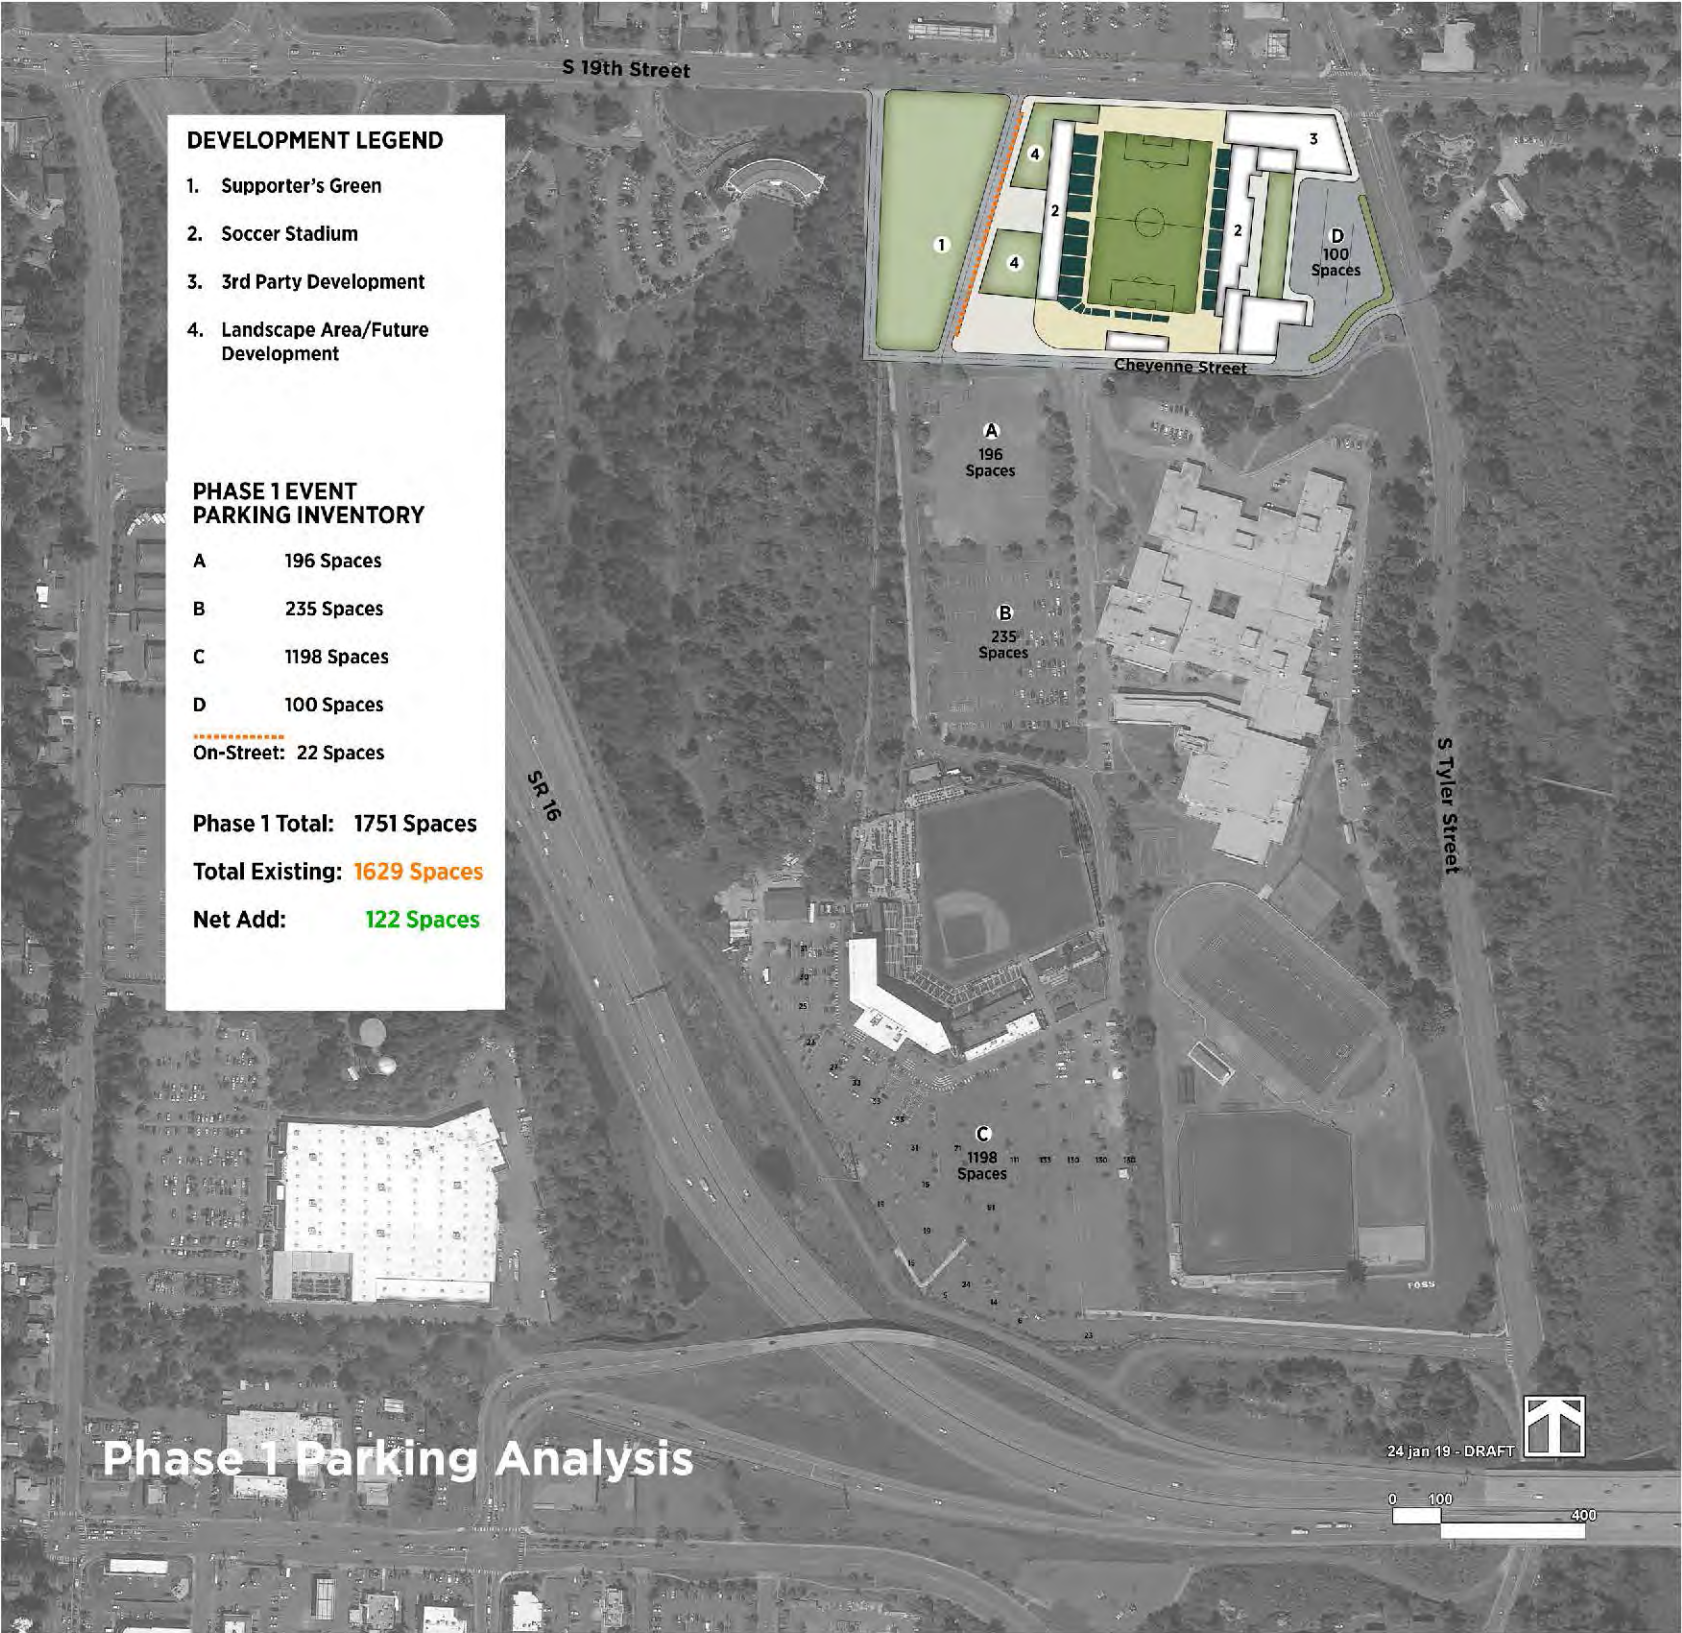 S 19th Street
DEVELOPMENT LEGEND
1. Supporter's Green
2. Soccer Stadium
3. 3rd Party Development
4. Landscape Area/Future
Development
PHASE 1 EVENT
PARKING INVENTORY
A 196 Spaces
B 235 Spaces
C 1198 Spaces
D 100 Spaces
On-Street: 22 Spaces
Phase 1 Total: 1751 Spaces
Total Existing: 1629 Spaces
Net Add: 122 Spaces
1
4
4
2
2
3
D
100
Spaces
Cheyenne Street
A
196
Spaces
B
235
Spaces
SR 16
S Tyler Street
C
1198
Spaces
FOSS
Phase 1 Parking Analysis
24 jan 19 - DRAFT
0 100
400